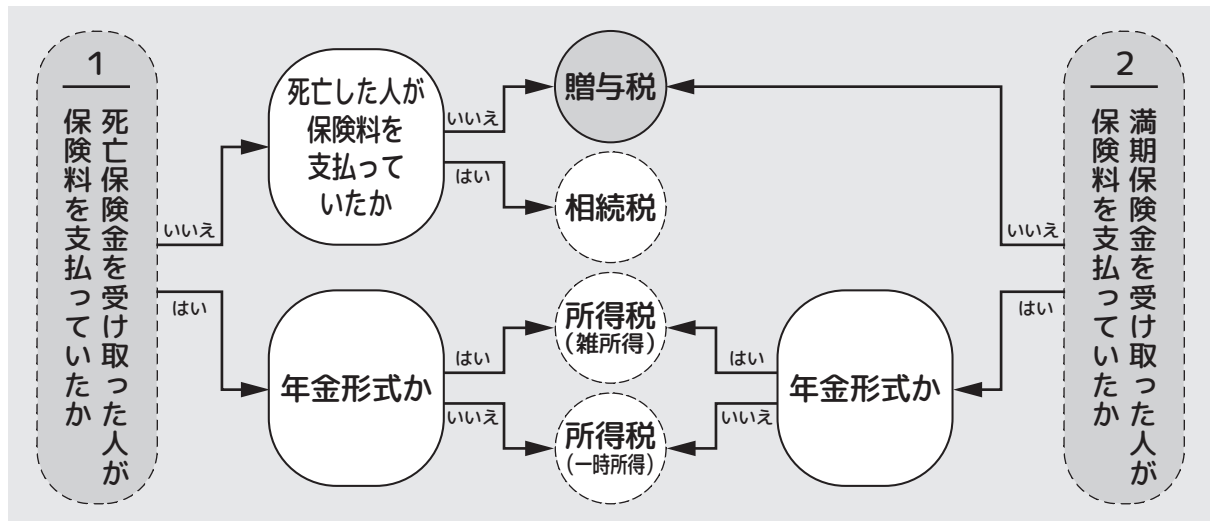 1
死亡保険金を受け取った人が
保険料を支払っていたか
いいえ
はい
死亡した人が
保険料を
支払って
いたか
いいえ
はい
年金形式か
はい
いいえ
贈与税
相続税
所得税
(雑所得)
所得税
(一時所得)
2
満期保険金を受け取った人が
保険料を支払っていたか
いいえ
はい
年金形式か
はい
いいえ